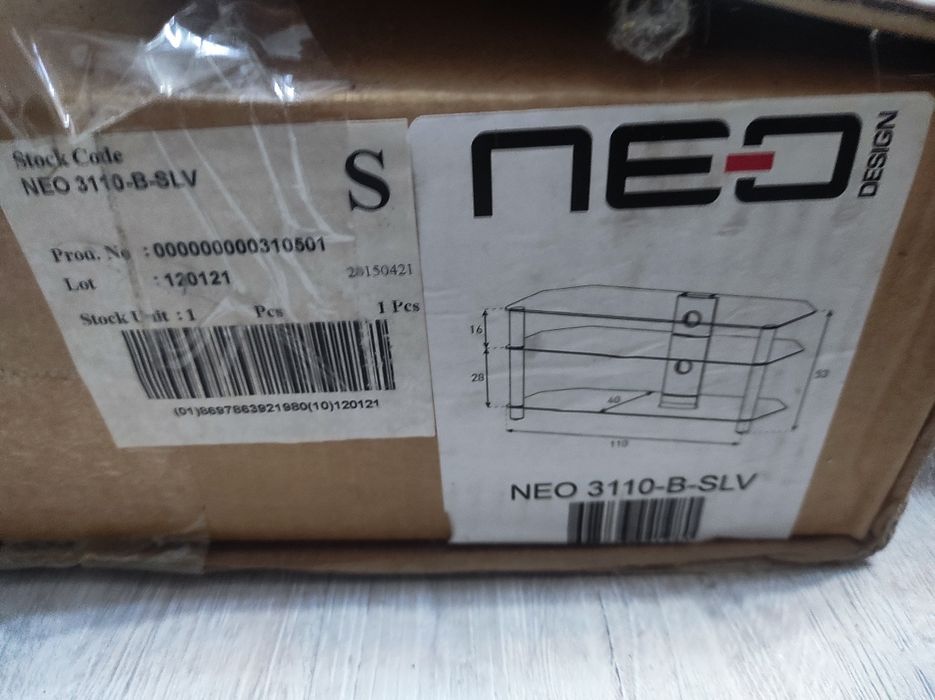 Stock Code
NEO 3110-B-SLV
S
Prod. No :000000000310501
Lot :120121
20150421
Stock Unit :1 Pcs 1 Pcs
(01)8697863921980(10)120121
NEO
DESIGN
16
28
40
53
110
NEO 3110-B-SLV